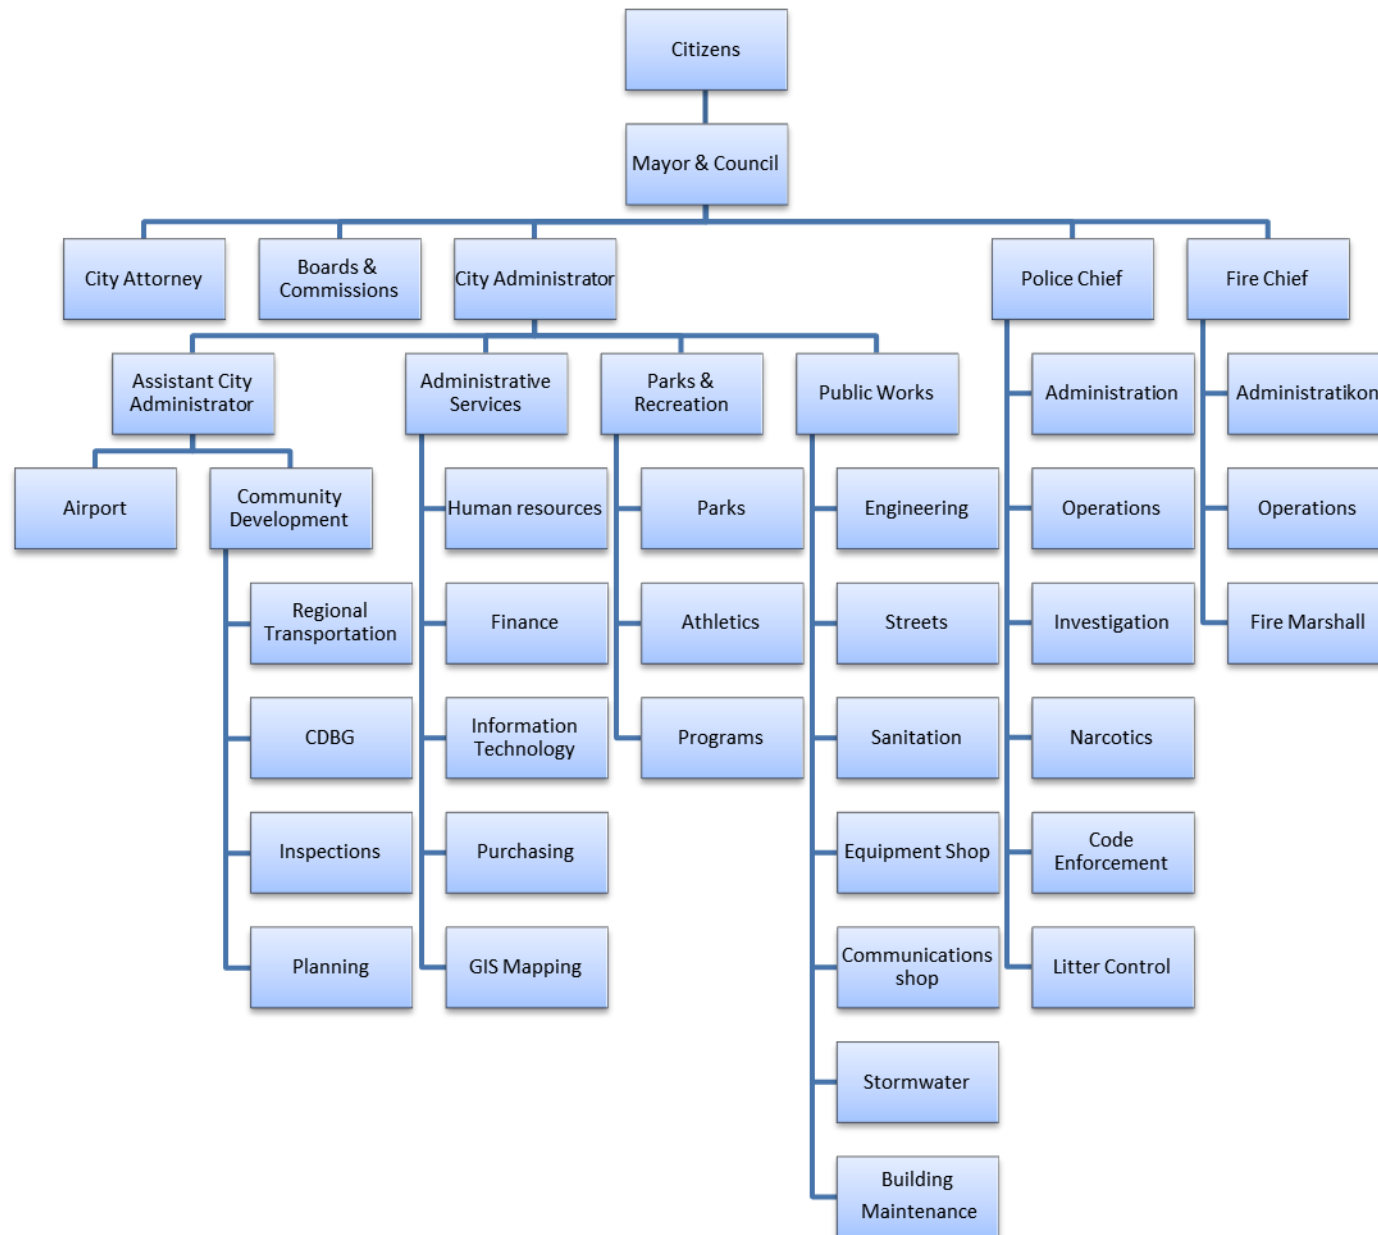 Citizens
Mayor & Council
City Attorney
Boards &
Commissions
City Administrator
Police Chief
Fire Chief
Assistant City
Administrator
Administrative
Services
Parks &
Recreation
Public Works
Administration
Administratikon
Airport
Community
Development
Human resources
Parks
Engineering
Operations
Operations
Regional
Transportation
Finance
Athletics
Streets
Investigation
Fire Marshall
CDBG
Information
Technology
Programs
Sanitation
Narcotics
Inspections
Purchasing
Equipment Shop
Code
Enforcement
Planning
GIS Mapping
Communications
shop
Litter Control
Stormwater
Building
Maintenance